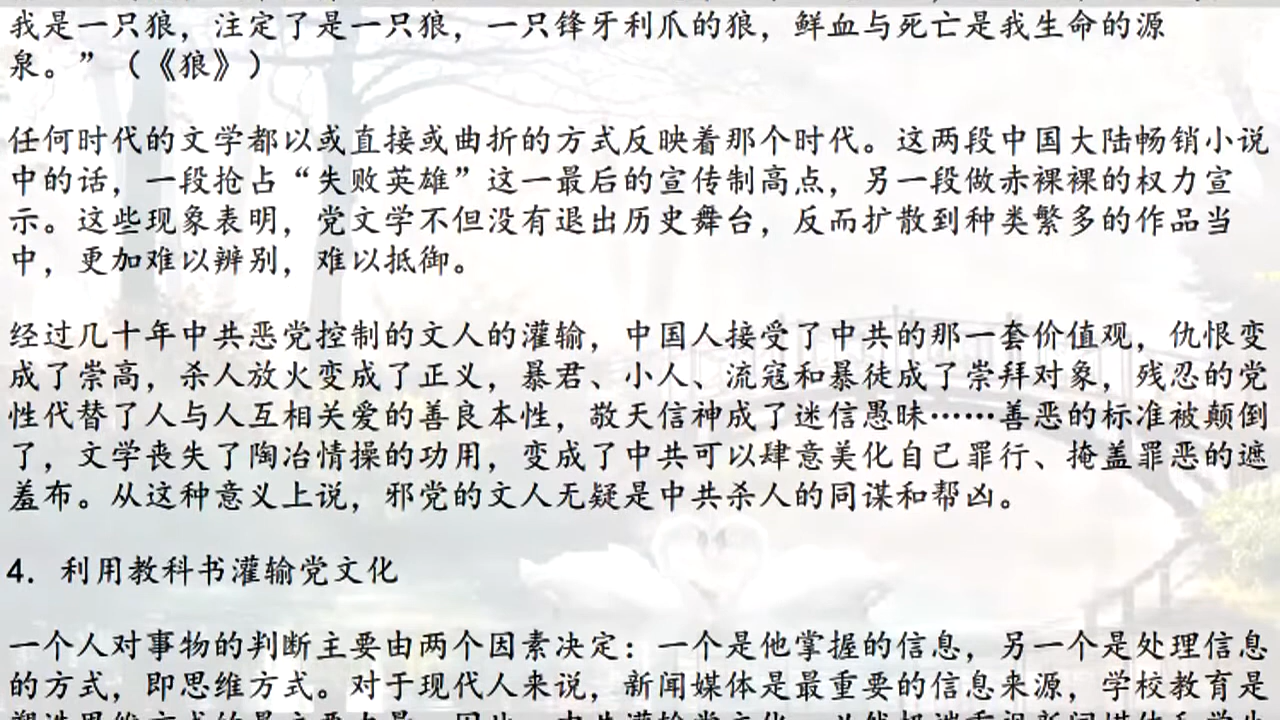 我是一只狼，注定了是一只狼，一只锋牙利爪的狼，鲜血与死亡是我生命的源
泉。”（《狼》）
任何时代的文学都以或直接或曲折的方式反映着那个时代。这两段中国大陆畅销小说
中的话，一段抢占“失败英雄”这一最后的宣传制高点，另一段做赤裸裸的权力宣
示。这些现象表明，党文学不但没有退出历史舞台，反而扩散到种类繁多的作品当
中，更加难以辨别，难以抵御。
经过几十年中共恶党控制的文人的灌输，中国人接受了中共的那一套价值观，仇恨变
成了崇高，杀人放火变成了正义，暴君、小人、流寇和暴徒成了崇拜对象，残忍的党
性代替了人与人互相关爱的善良本性，敬天信神成了迷信愚昧……善恶的标准被颠倒
了，文学丧失了陶冶情操的功用，变成了中共可以肆意美化自己罪行、掩盖罪恶的遮
羞布。从这种意义上说，邪党的文人无疑是中共杀人的同谋和帮凶。
4．利用教科书灌输党文化
一个人对事物的判断主要由两个因素决定：一个是他掌握的信息，另一个是处理信息
的方式，即思维方式。对于现代人来说，新闻媒体是最重要的信息来源，学校教育是